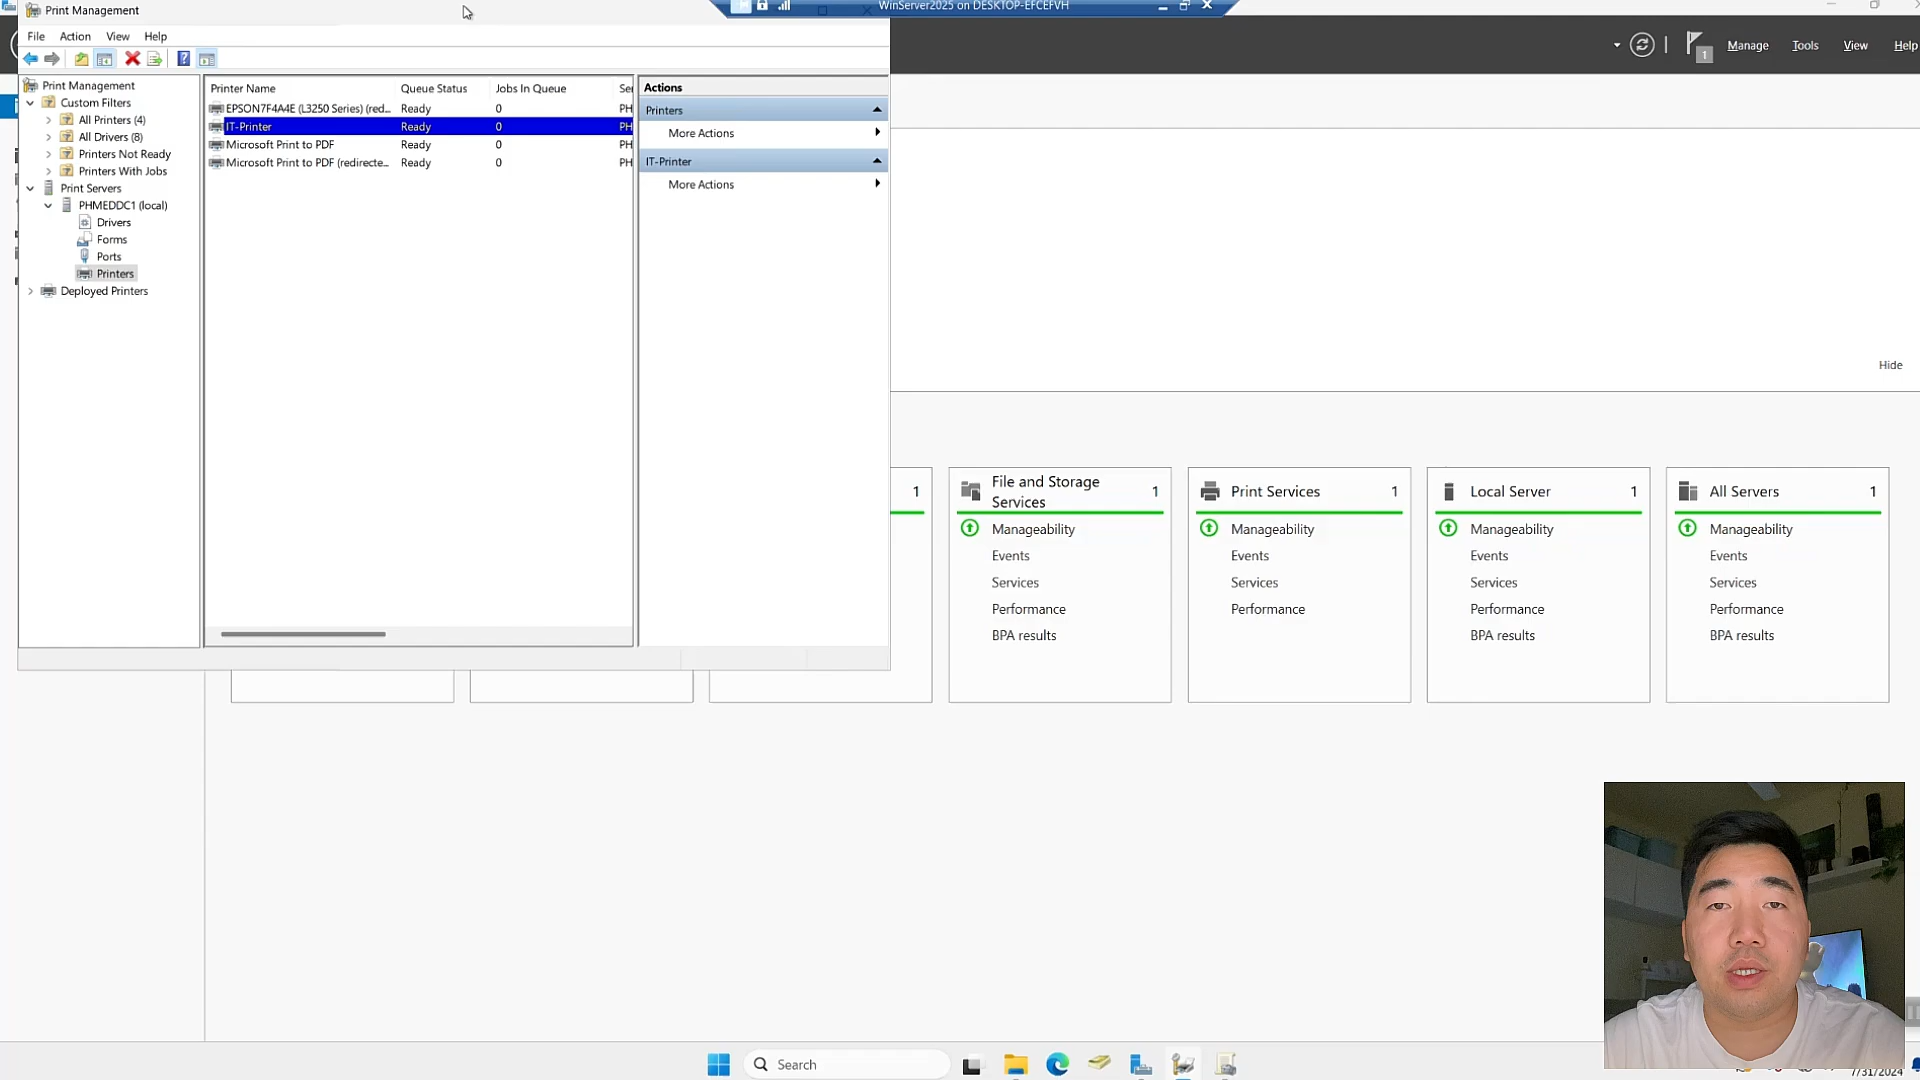 Print Management
WinServer2025 on DESKTOP-EFCEFVH
File Action View Help
Manage Tools View Help
1
Print Management
Custom Filters
All Printers (4)
All Drivers (8)
Printers Not Ready
Printers With Jobs
Print Servers
PHMEDDC1 (local)
Drivers
Forms
Ports
Printers
Deployed Printers
Printer Name Queue Status Jobs In Queue Se
EPSON7F4A4E (L3250 Series) (red... Ready 0 PH
IT-Printer Ready 0 PH
Microsoft Print to PDF Ready 0 PH
Microsoft Print to PDF (redirecte... Ready 0 PH
Actions
Printers
More Actions
IT-Printer
More Actions
Hide
1
File and Storage
Services 1
Manageability
Events
Services
Performance
BPA results
Print Services 1
Manageability
Events
Services
Performance
Local Server 1
Manageability
Events
Services
Performance
BPA results
All Servers 1
Manageability
Events
Services
Performance
BPA results
Search
7/31/2024